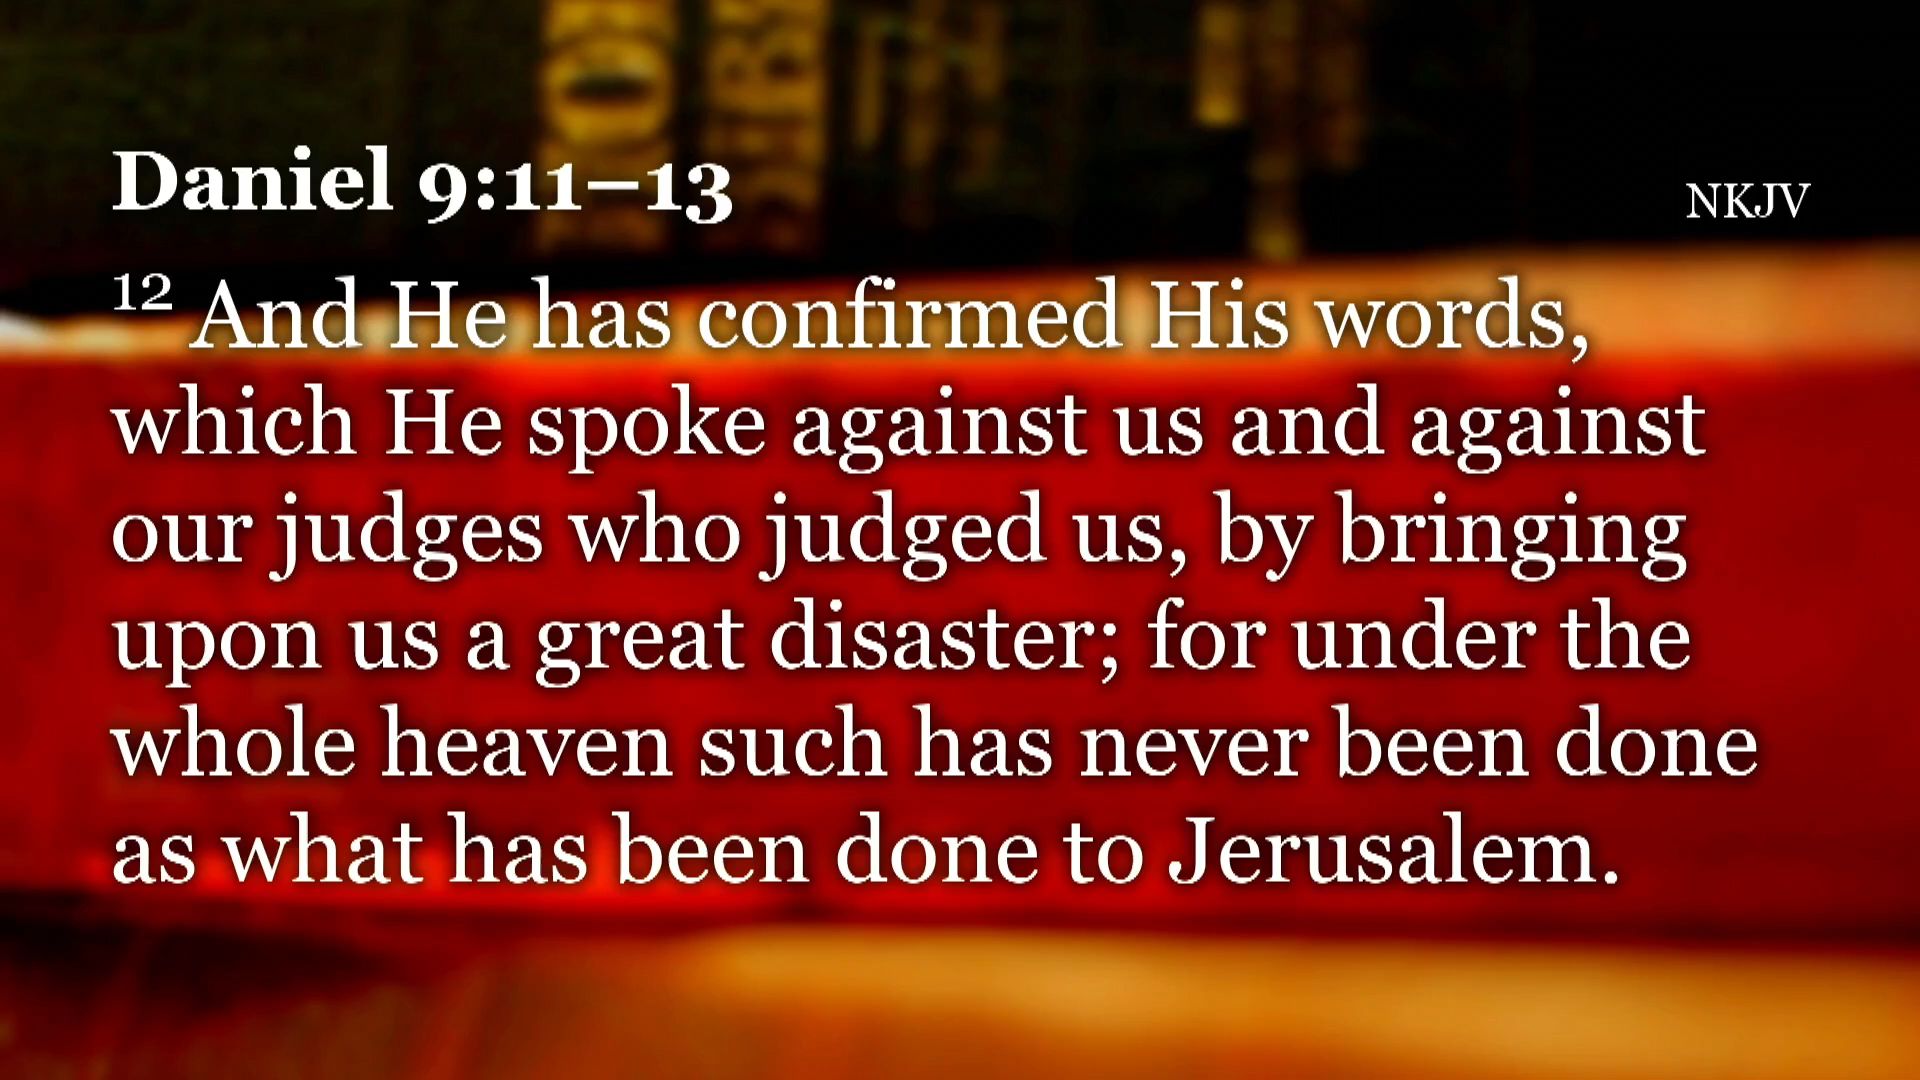 Daniel 9:11–13
NKJV
12 And He has confirmed His words,
which He spoke against us and against
our judges who judged us, by bringing
upon us a great disaster; for under the
whole heaven such has never been done
as what has been done to Jerusalem.